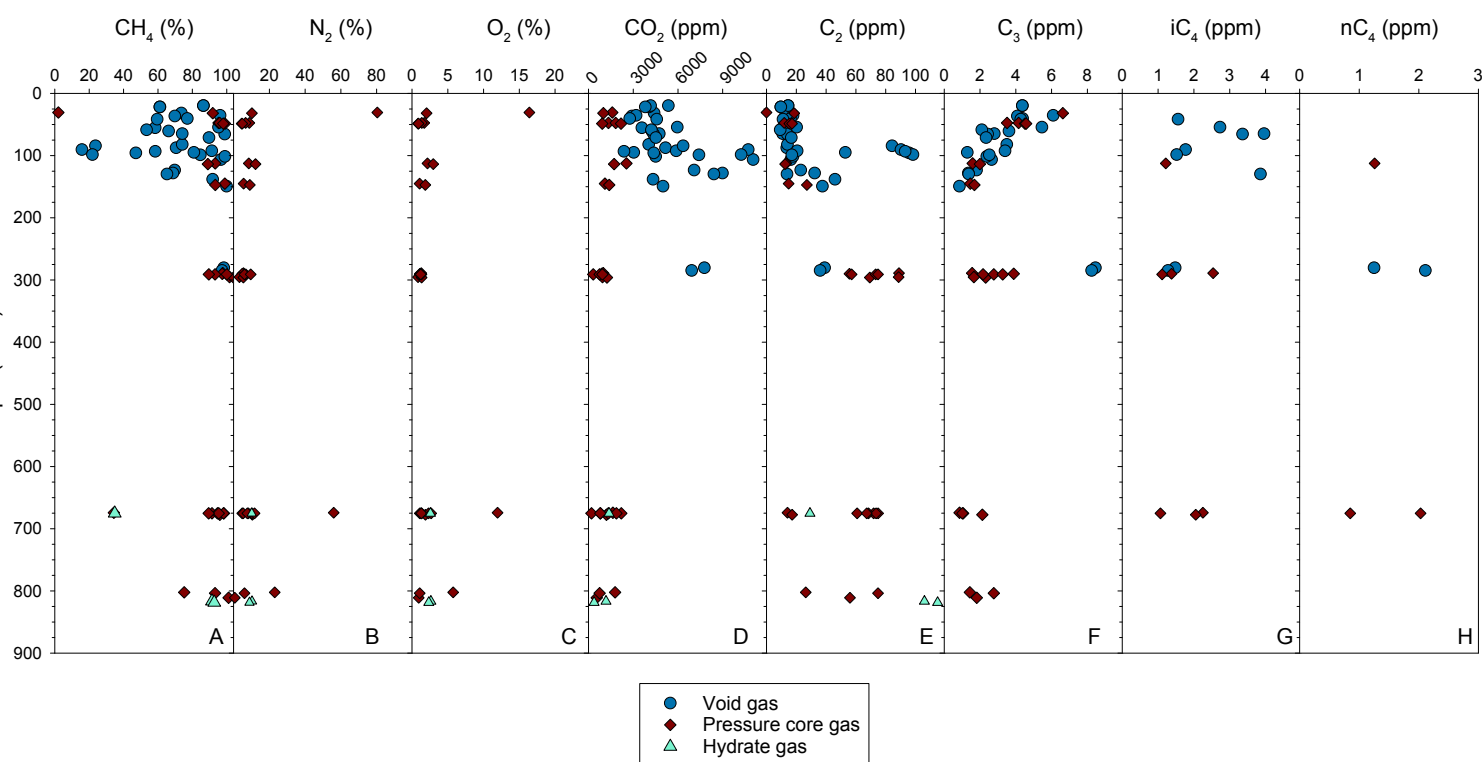 CH4 (%) N2 (%) O2 (%) CO2 (ppm) C2 (ppm) C3 (ppm) iC4 (ppm) nC4 (ppm)
0 20 40 60 80 100 20 40 60 80 0 5 10 15 20 0 3000 6000 9000 0 20 40 60 80 100 0 2 4 6 8 0 1 2 3 4 0 1 2 3
0
100
200
300
400
500
600
700
800
900
A B C D E F G H
Void gas
Pressure core gas
Hydrate gas